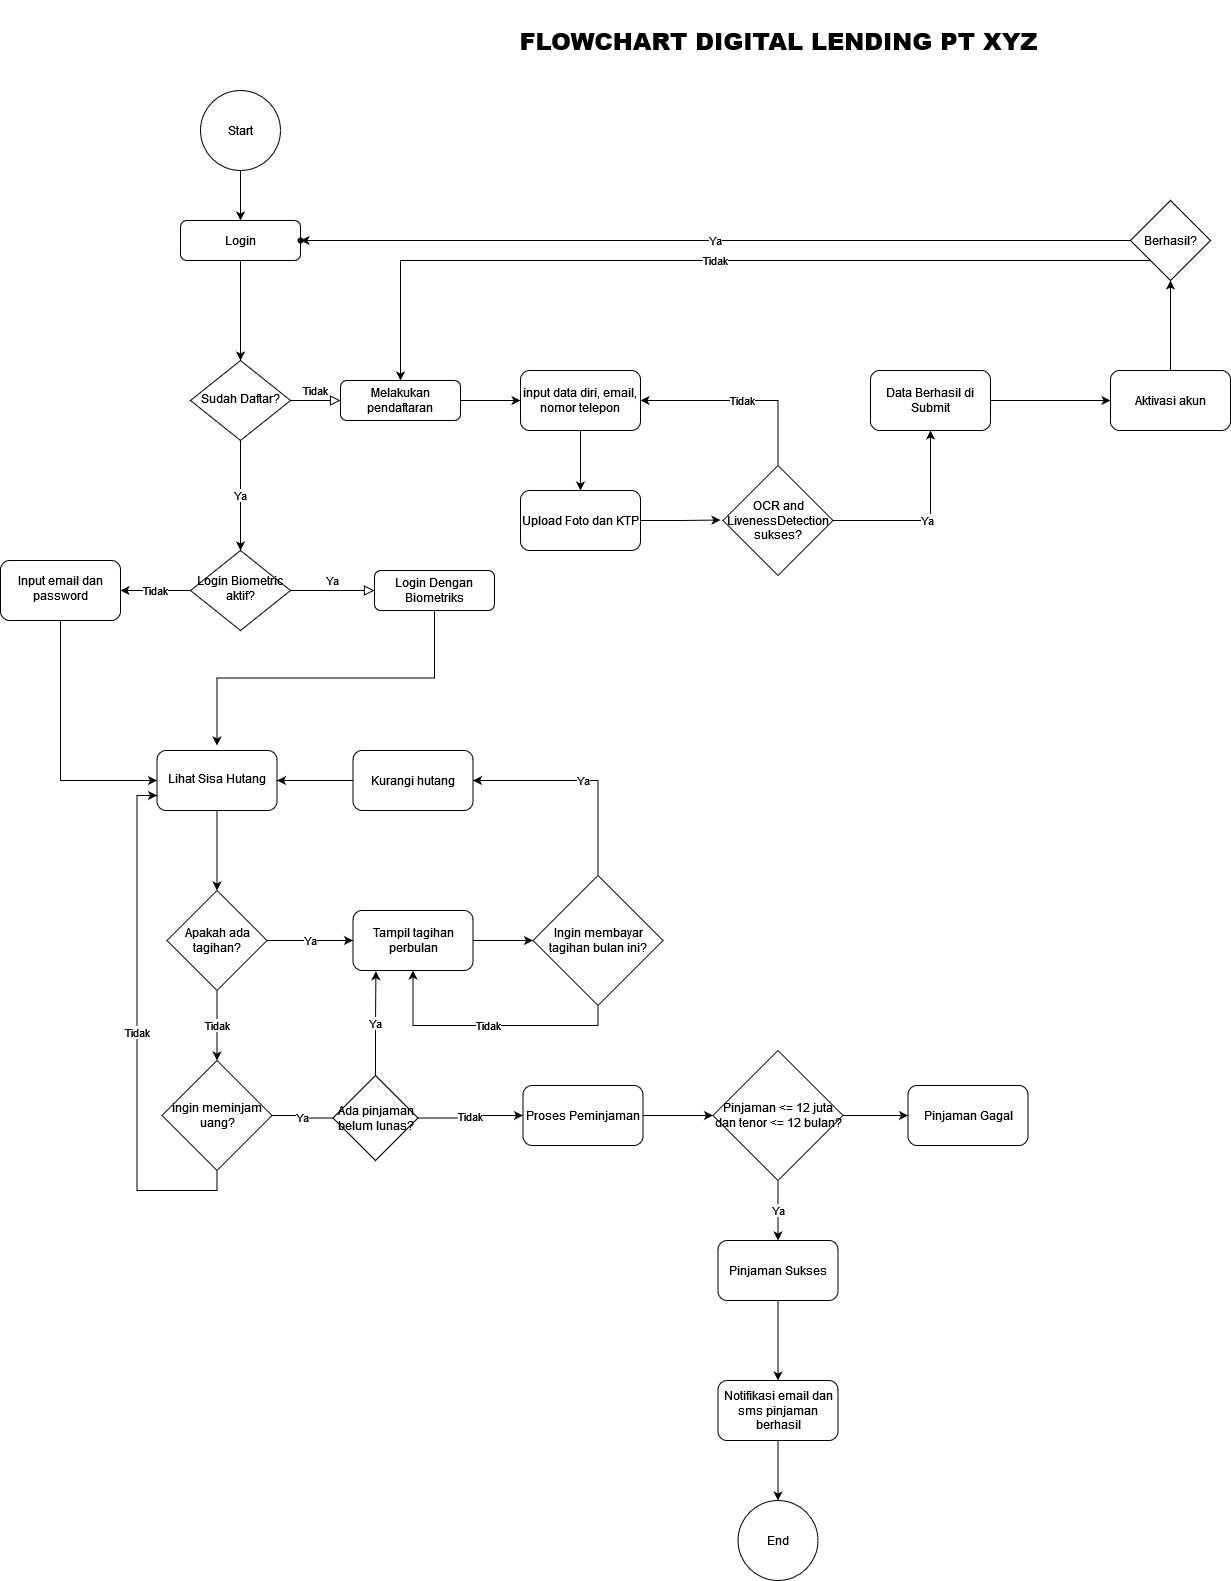 FLOWCHART DIGITAL LENDING PT XYZ
Start
Login
Ya
Berhasil?
Tidak
Sudah Daftar?
Tidak
Melakukan
pendaftaran
input data diri, email,
nomor telepon
Tidak
Data Berhasil di
Submit
Aktivasi akun
Ya
Upload Foto dan KTP
OCR and
LivenessDetection
sukses?
Ya
Input email dan
password
Tidak
Login Biometric
aktif?
Ya
Login Dengan
Biometriks
Lihat Sisa Hutang
Kurangi hutang
Ya
Apakah ada
tagihan?
Ya
Tampil tagihan
perbulan
Ingin membayar
tagihan bulan ini?
Tidak
Tidak
Ya
Tidak
Ingin meminjam
uang?
Ya
Ada pinjaman
belum lunas?
Tidak
Proses Peminjaman
Pinjaman <= 12 juta
dan tenor <= 12 bulan?
Pinjaman Gagal
Ya
Pinjaman Sukses
Notifikasi email dan
sms pinjaman
berhasil
End